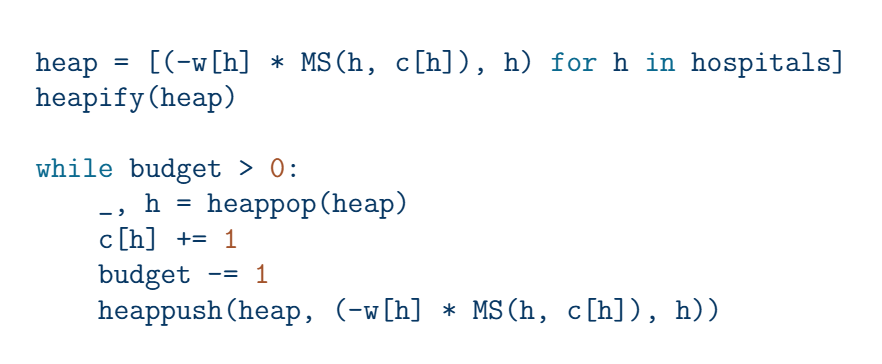 heap = [(-w[h] * MS(h, c[h]), h) for h in hospitals]
heapify(heap)

while budget > 0:
    _, h = heappop(heap)
    c[h] += 1
    budget -= 1
    heappush(heap, (-w[h] * MS(h, c[h]), h))